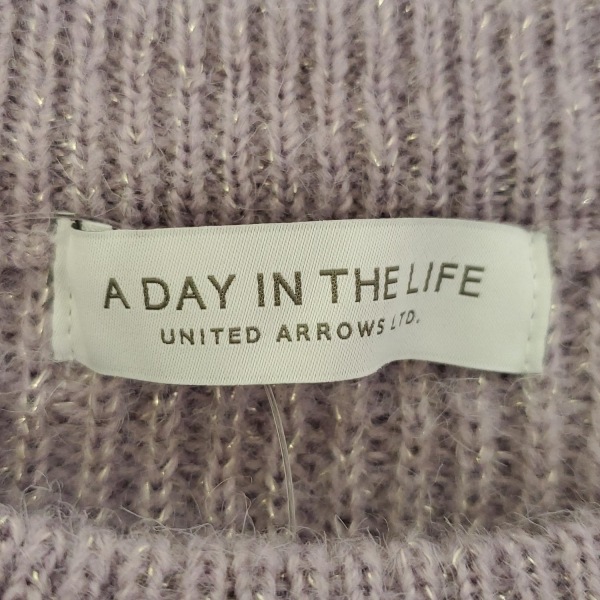 A DAY IN THE LIFE
UNITED ARROWS LTD.